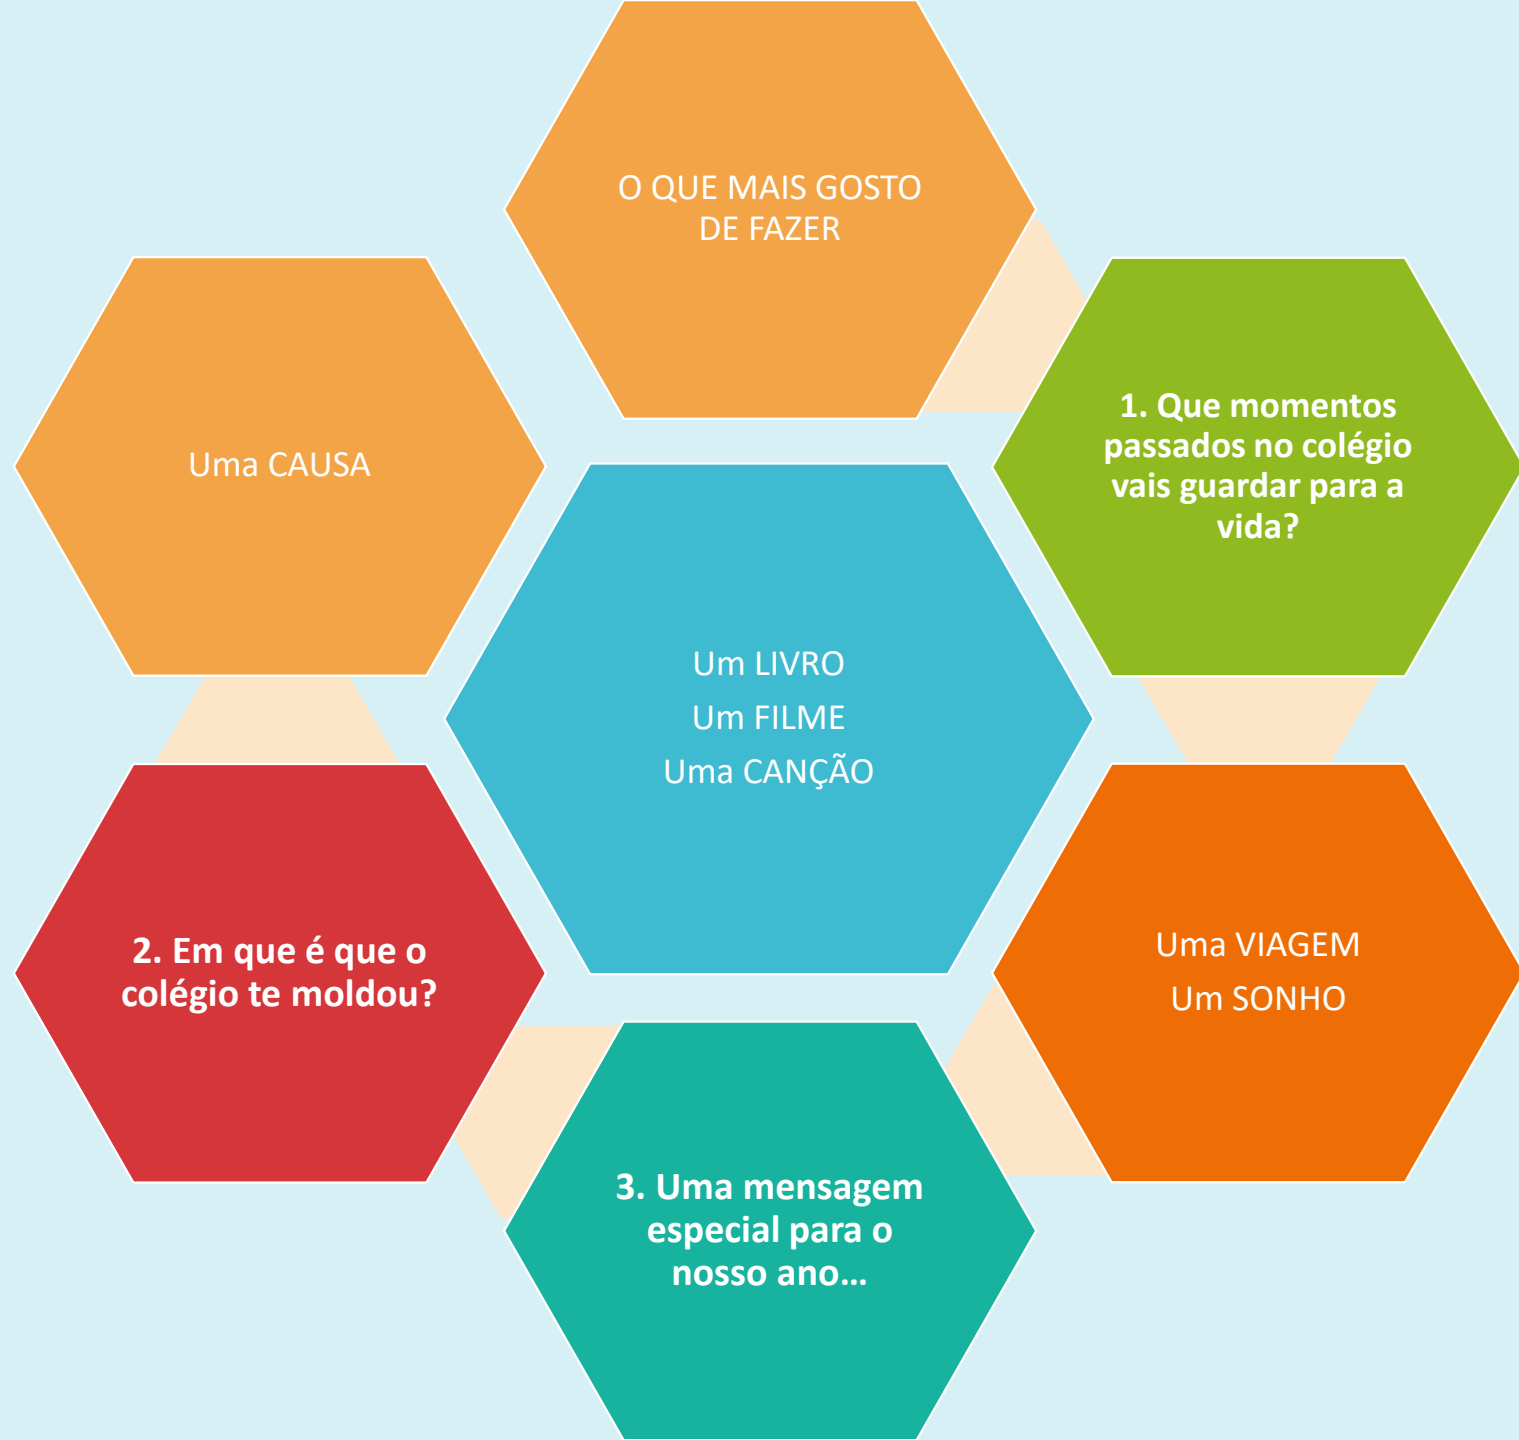 O QUE MAIS GOSTO
DE FAZER
Uma CAUSA
1. Que momentos
passados no colégio
vais guardar para a
vida?
Um LIVRO
Um FILME
Uma CANÇÃO
2. Em que é que o
colégio te moldou?
Uma VIAGEM
Um SONHO
3. Uma mensagem
especial para o
nosso ano...